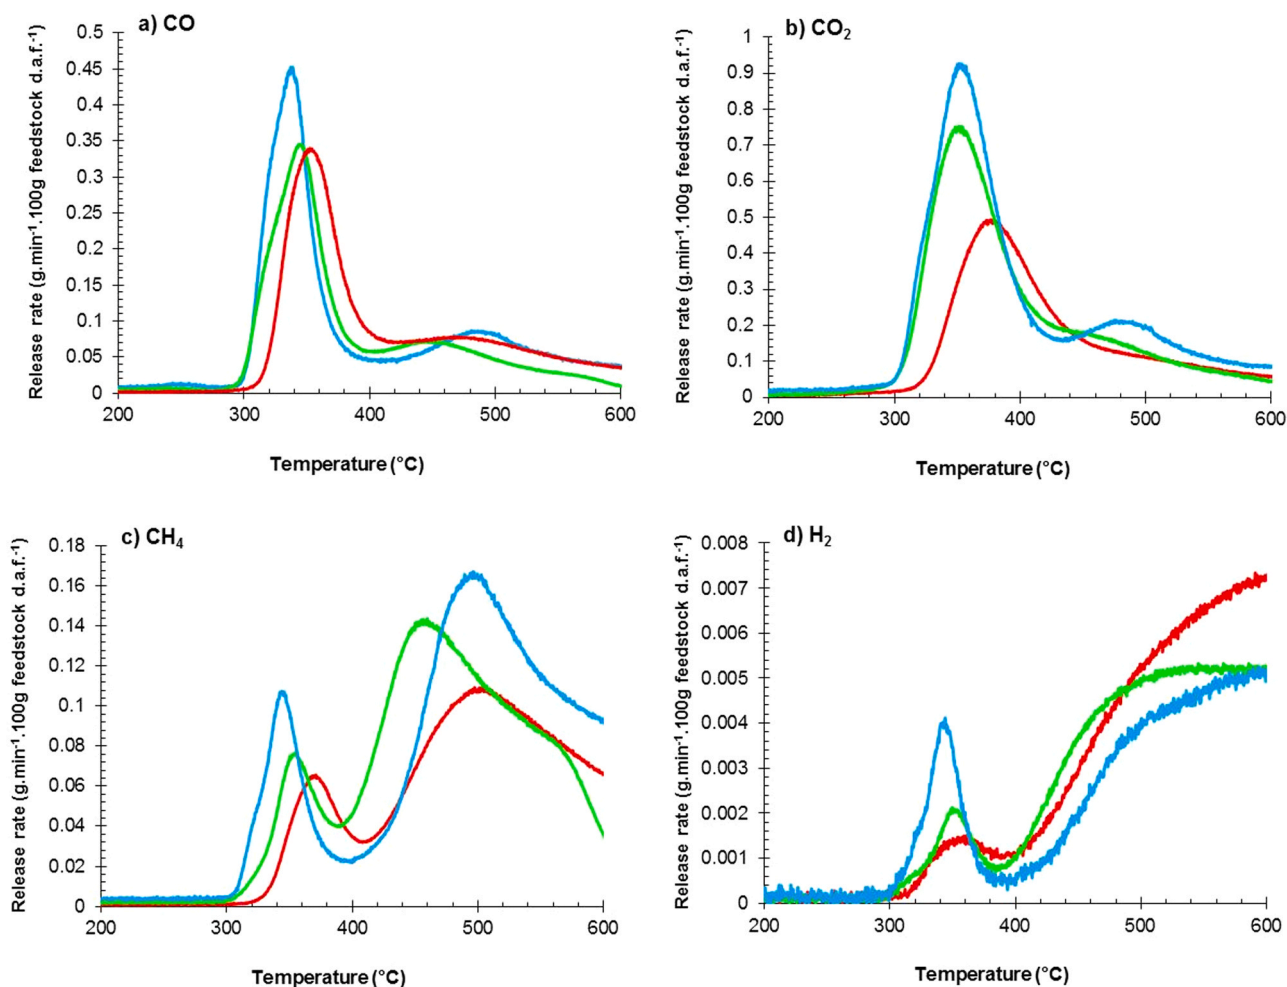 a) CO
Release rate (g.min⁻¹.100g feedstock d.a.f.⁻¹)
0.5
0.45
0.4
0.35
0.3
0.25
0.2
0.15
0.1
0.05
0
200 300 400 500 600
Temperature (°C)
b) CO₂
Release rate (g.min⁻¹.100g feedstock d.a.f.⁻¹)
1
0.9
0.8
0.7
0.6
0.5
0.4
0.3
0.2
0.1
0
200 300 400 500 600
Temperature (°C)
c) CH₄
Release rate (g.min⁻¹.100g feedstock d.a.f.⁻¹)
0.18
0.16
0.14
0.12
0.1
0.08
0.06
0.04
0.02
0
200 300 400 500 600
Temperature (°C)
d) H₂
Release rate (g.min⁻¹.100g feedstock d.a.f.⁻¹)
0.008
0.007
0.006
0.005
0.004
0.003
0.002
0.001
0
200 300 400 500 600
Temperature (°C)